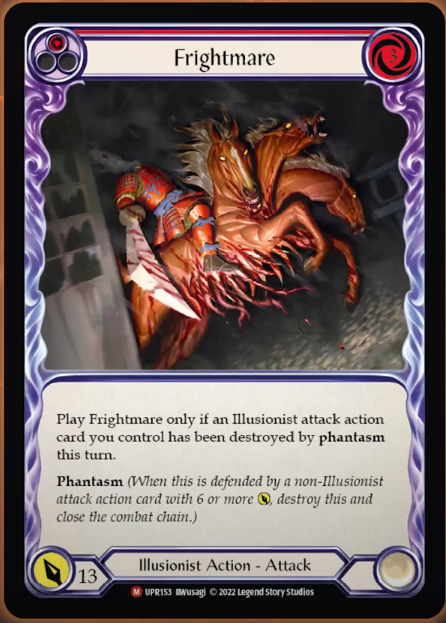 Frightmare
3
Play Frightmare only if an Illusionist attack action
card you control has been destroyed by phantasm
this turn.
Phantasm (When this is defended by a non-Illusionist
attack action card with 6 or more , destroy this and
close the combat chain.)
13
Illusionist Action - Attack
M UPR153 BWusagi © 2022 Legend Story Studios